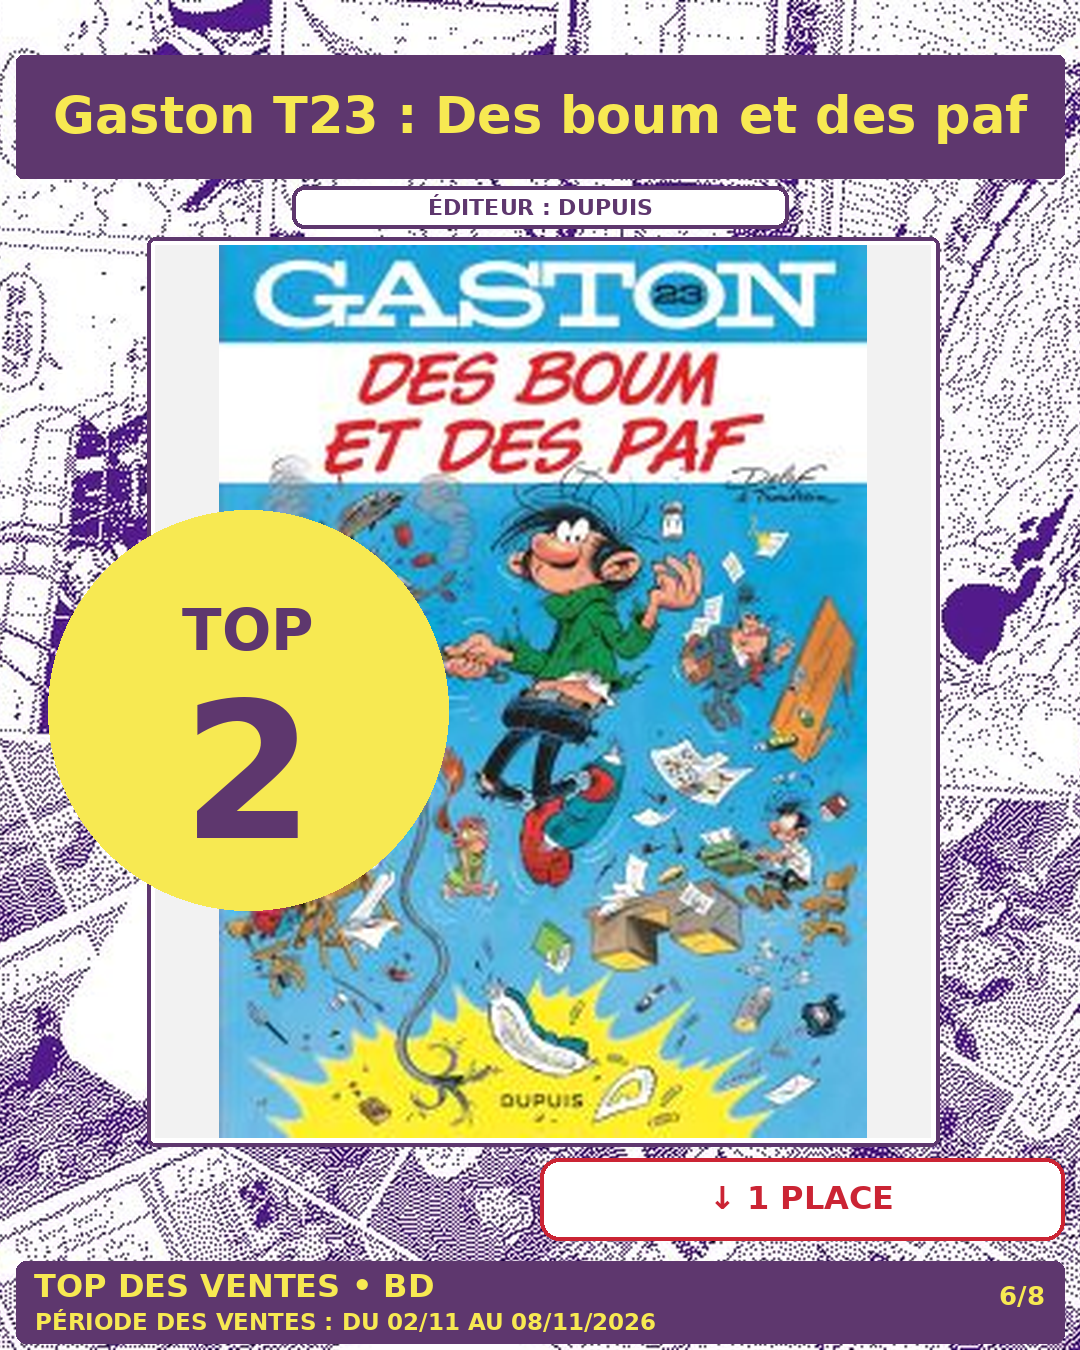 Gaston T23 : Des boum et des paf
ÉDITEUR : DUPUIS
GASTON
23
DES BOUM
ET DES PAF
Delaf
TOP
2
DUPUIS
↓ 1 PLACE
TOP DES VENTES • BD
6/8
PÉRIODE DES VENTES : DU 02/11 AU 08/11/2026